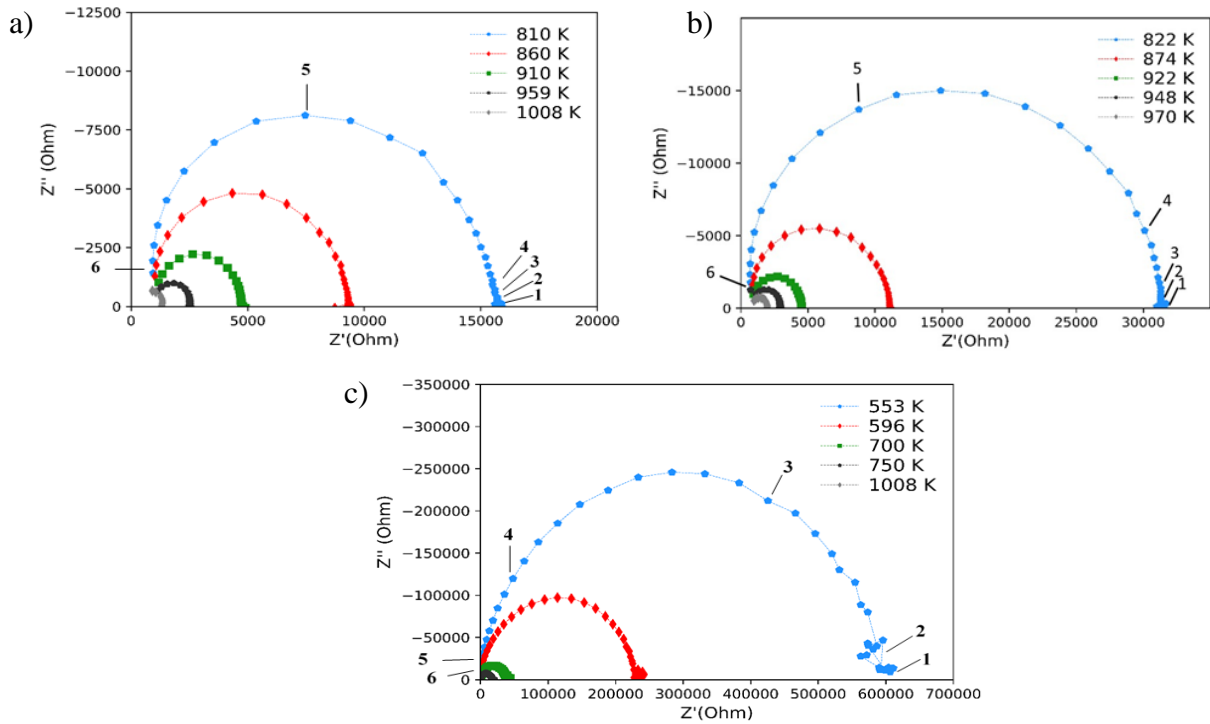 a)
−12500
−10000
−7500
−5000
−2500
0
Z'' (Ohm)
810 K
860 K
910 K
959 K
1008 K
5
6
4
3
2
1
0 5000 10000 15000 20000
Z'(Ohm)
b)
−15000
−10000
−5000
0
Z'' (Ohm)
822 K
874 K
922 K
948 K
970 K
5
4
6
3
2
1
0 5000 10000 15000 20000 25000 30000
Z'(Ohm)
c)
−350000
−300000
−250000
−200000
−150000
−100000
−50000
0
Z'' (Ohm)
553 K
596 K
700 K
750 K
1008 K
3
4
2
5
1
6
0 100000 200000 300000 400000 500000 600000 700000
Z'(Ohm)